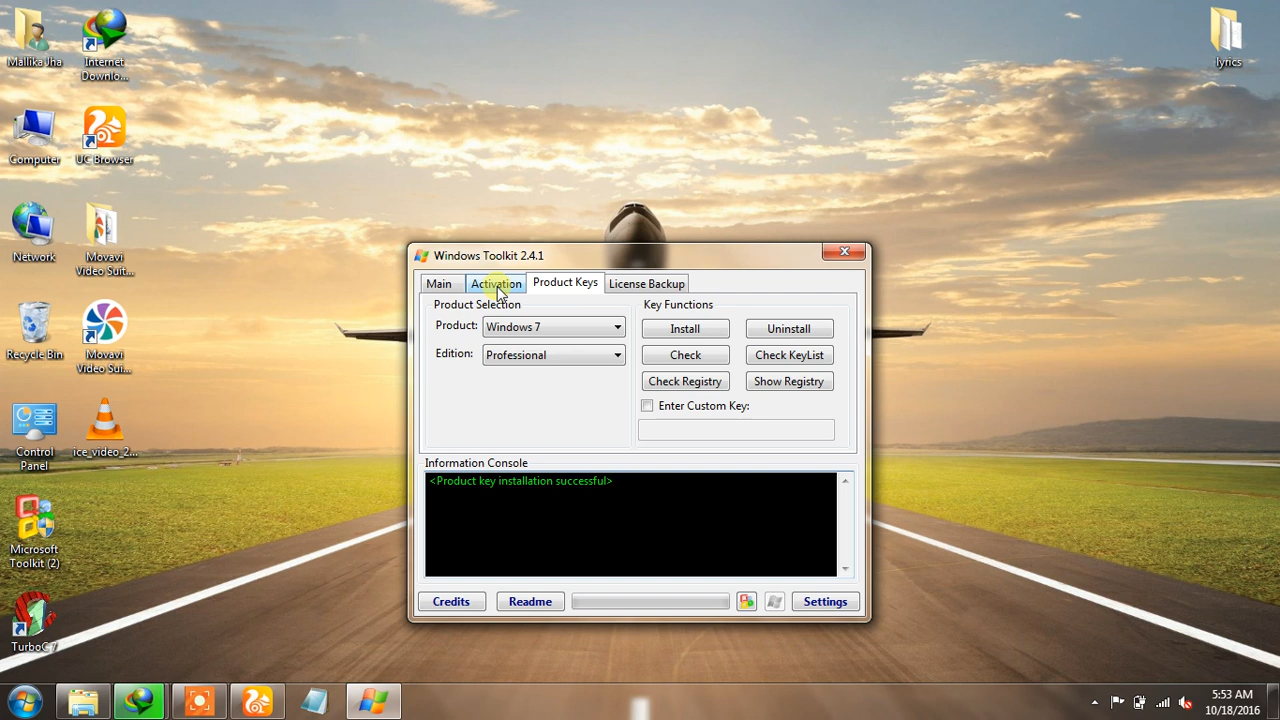 Mallika Jha
Internet
Downlo...
lyrics
Computer
UC Browser
Network
Movavi
Video Suit...
Recycle Bin
Movavi
Video Sui...
Control
Panel
ice_video_2...
Microsoft
Toolkit (2)
TurboC7
Windows Toolkit 2.4.1
Main
Activation
Product Keys
License Backup
Product Selection
Product:
Windows 7
Edition:
Professional
Key Functions
Install
Uninstall
Check
Check KeyList
Check Registry
Show Registry
Enter Custom Key:
Information Console
<Product key installation successful>
Credits
Readme
Settings
5:53 AM
10/18/2016